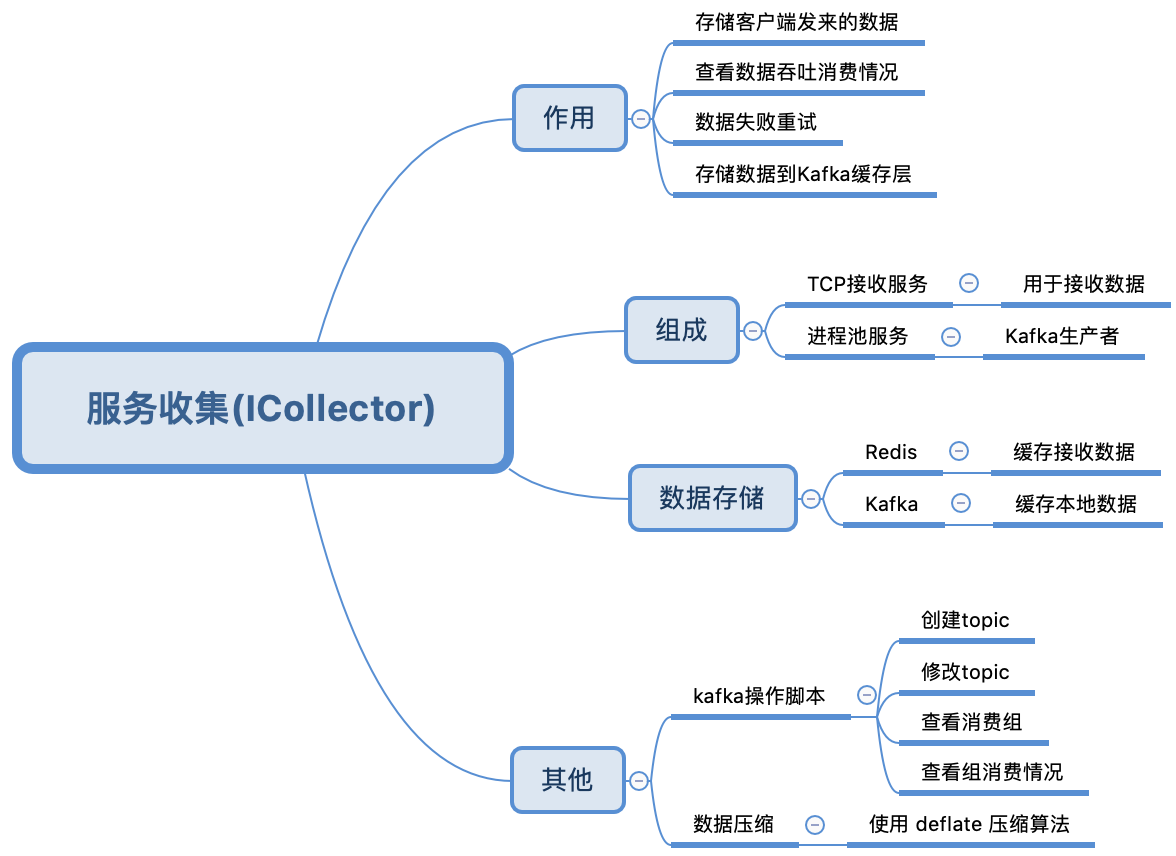 服务收集(ICollector)
作用
存储客户端发来的数据
查看数据吞吐消费情况
数据失败重试
存储数据到Kafka缓存层
组成
TCP接收服务
用于接收数据
进程池服务
Kafka生产者
数据存储
Redis
缓存接收数据
Kafka
缓存本地数据
其他
kafka操作脚本
创建topic
修改topic
查看消费组
查看组消费情况
数据压缩
使用 deflate 压缩算法